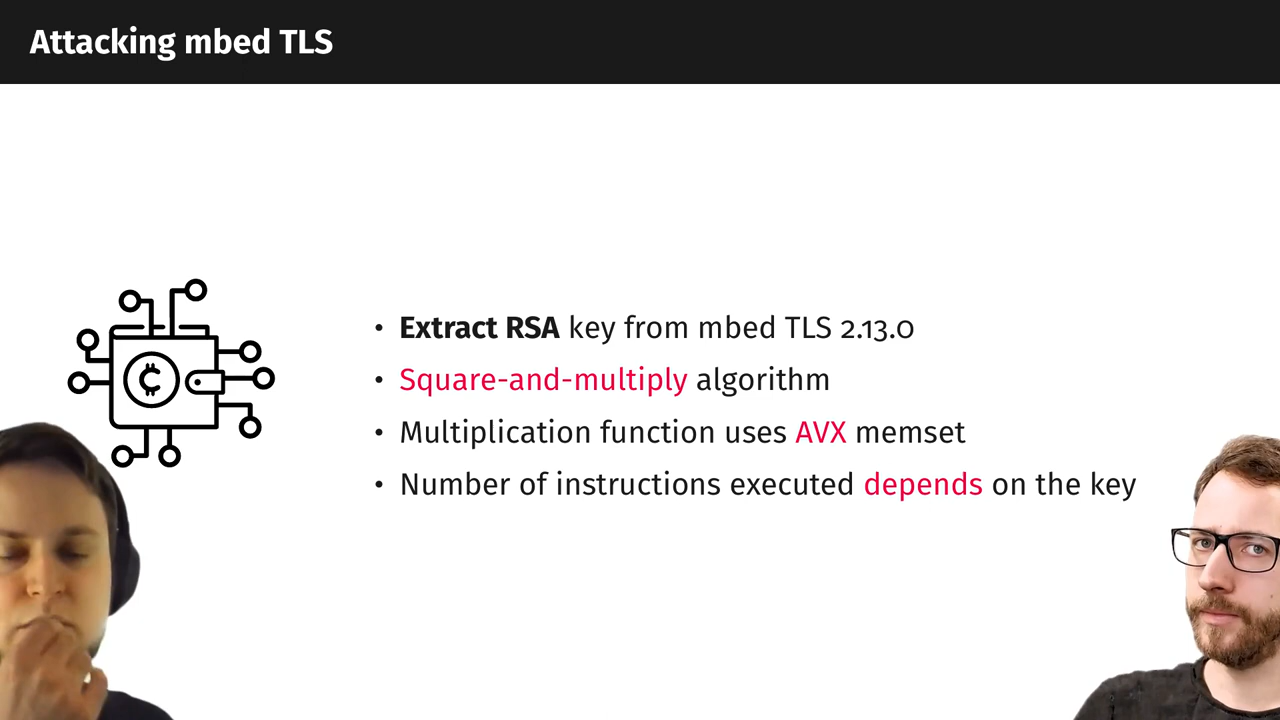 Attacking mbed TLS
• Extract RSA key from mbed TLS 2.13.0
• Square-and-multiply algorithm
• Multiplication function uses AVX memset
• Number of instructions executed depends on the key